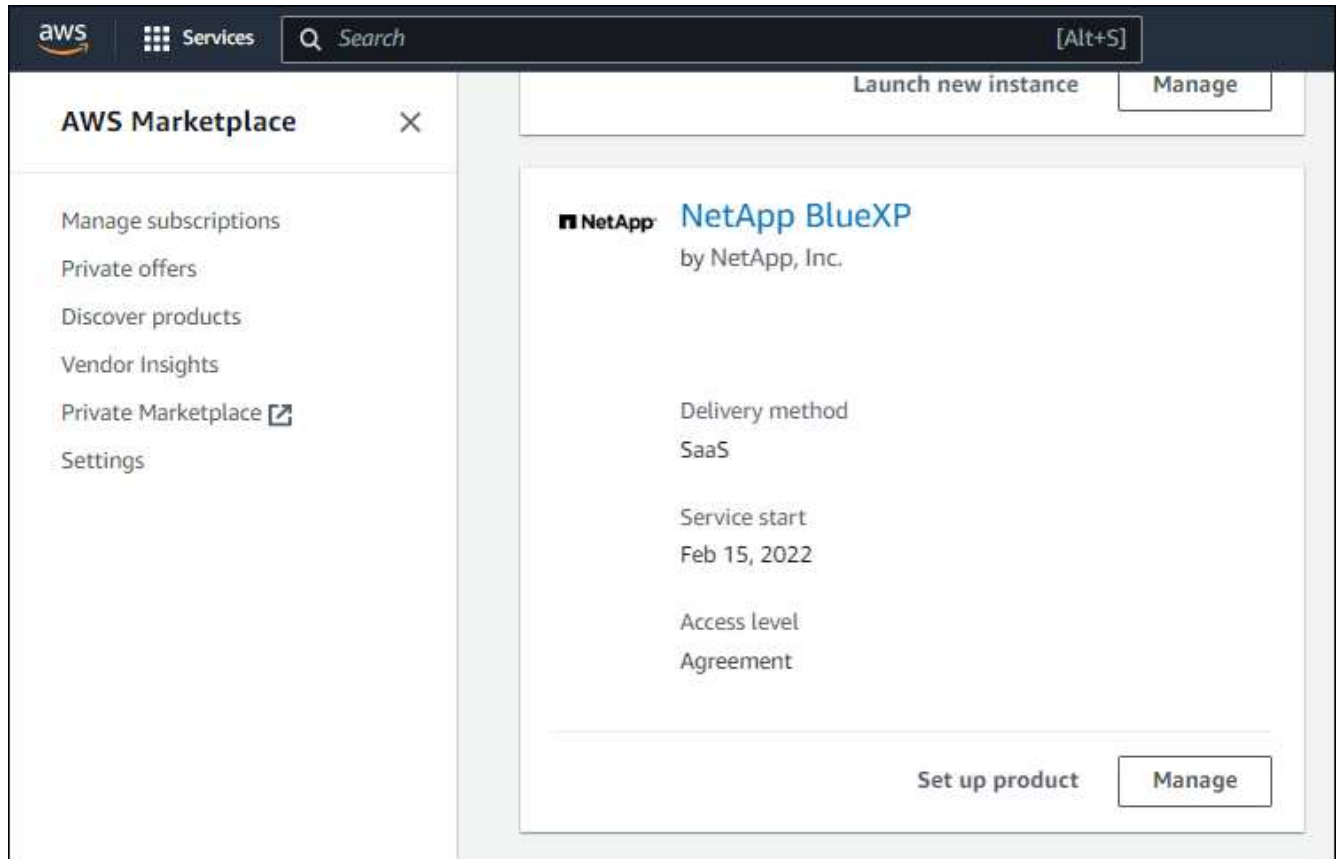 aws
Services
Search
[Alt+S]
AWS Marketplace
Manage subscriptions
Private offers
Discover products
Vendor Insights
Private Marketplace
Settings
Launch new instance
Manage
NetApp
NetApp BlueXP
by NetApp, Inc.
Delivery method
SaaS
Service start
Feb 15, 2022
Access level
Agreement
Set up product
Manage